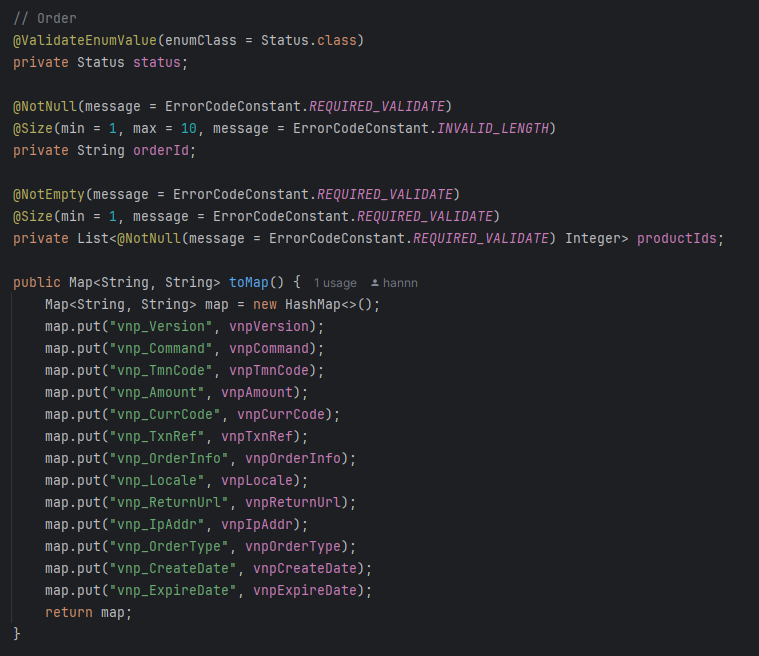 // Order
@ValidateEnumValue(enumClass = Status.class)
private Status status;
@NotNull(message = ErrorCodeConstant.REQUIRED_VALIDATE)
@Size(min = 1, max = 10, message = ErrorCodeConstant.INVALID_LENGTH)
private String orderId;
@NotEmpty(message = ErrorCodeConstant.REQUIRED_VALIDATE)
@Size(min = 1, message = ErrorCodeConstant.REQUIRED_VALIDATE)
private List<@NotNull(message = ErrorCodeConstant.REQUIRED_VALIDATE) Integer> productIds;
public Map<String, String> toMap() { 1 usage hannn
Map<String, String> map = new HashMap<>();
map.put("vnp_Version", vnpVersion);
map.put("vnp_Command", vnpCommand);
map.put("vnp_TmnCode", vnpTmnCode);
map.put("vnp_Amount", vnpAmount);
map.put("vnp_CurrCode", vnpCurrCode);
map.put("vnp_TxnRef", vnpTxnRef);
map.put("vnp_OrderInfo", vnpOrderInfo);
map.put("vnp_Locale", vnpLocale);
map.put("vnp_ReturnUrl", vnpReturnUrl);
map.put("vnp_IpAddr", vnpIpAddr);
map.put("vnp_OrderType", vnpOrderType);
map.put("vnp_CreateDate", vnpCreateDate);
map.put("vnp_ExpireDate", vnpExpireDate);
return map;
}